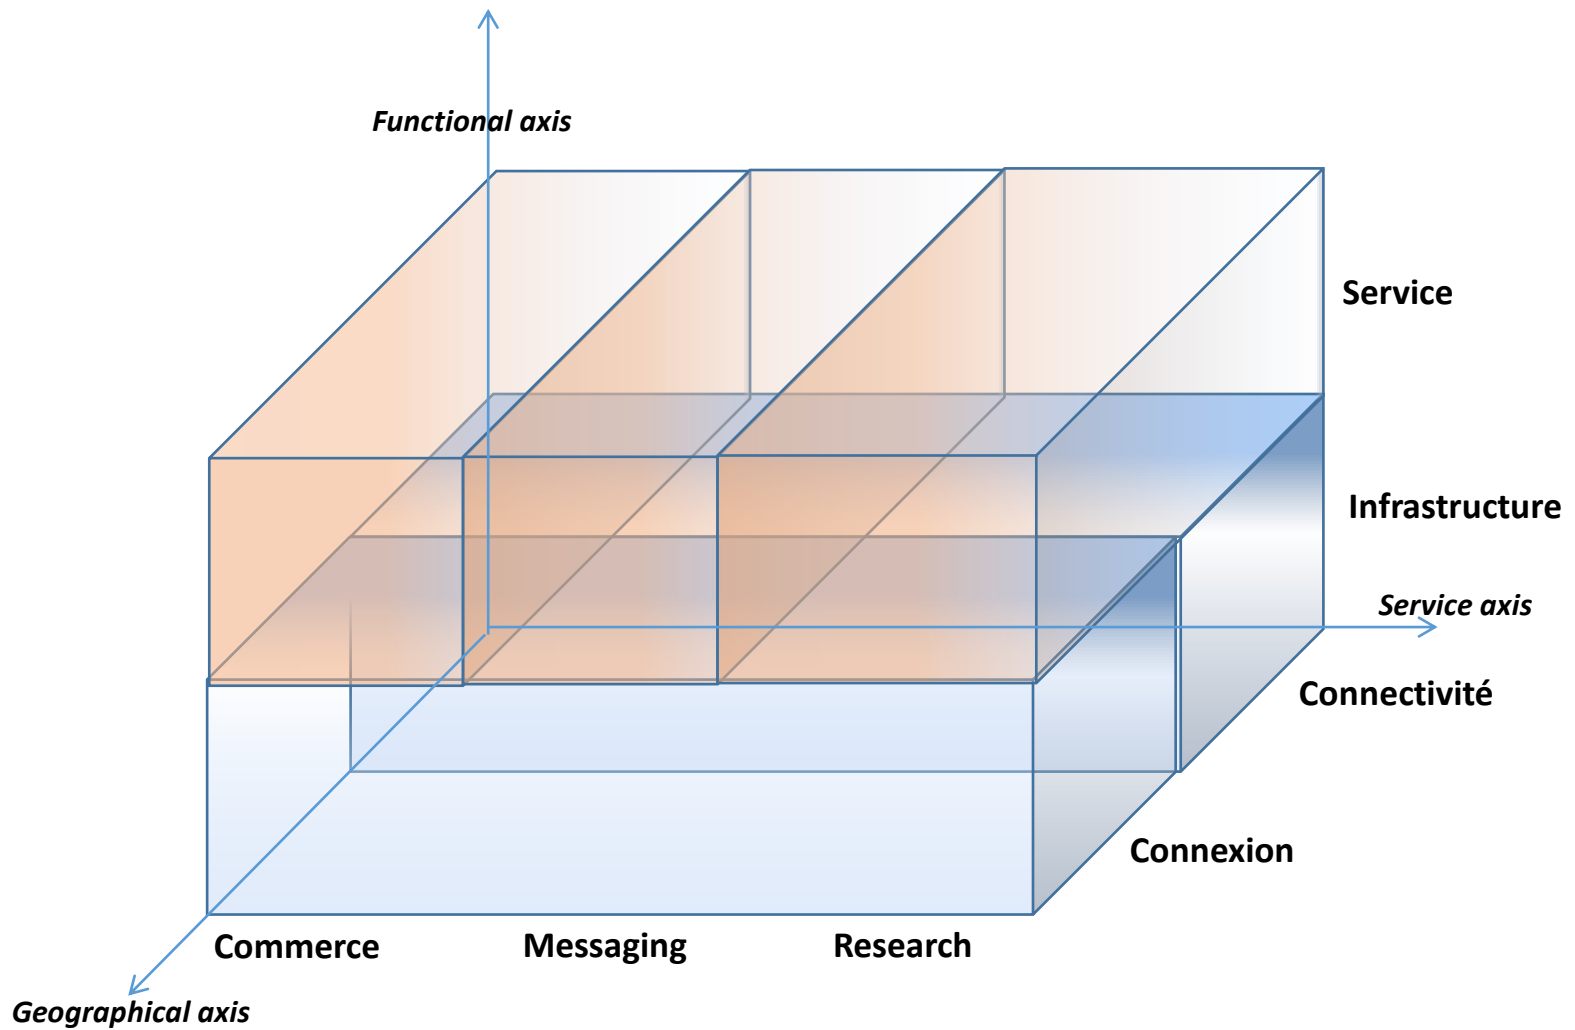 Functional axis
Service
Infrastructure
Service axis
Connectivité
Connexion
Commerce
Messaging
Research
Geographical axis